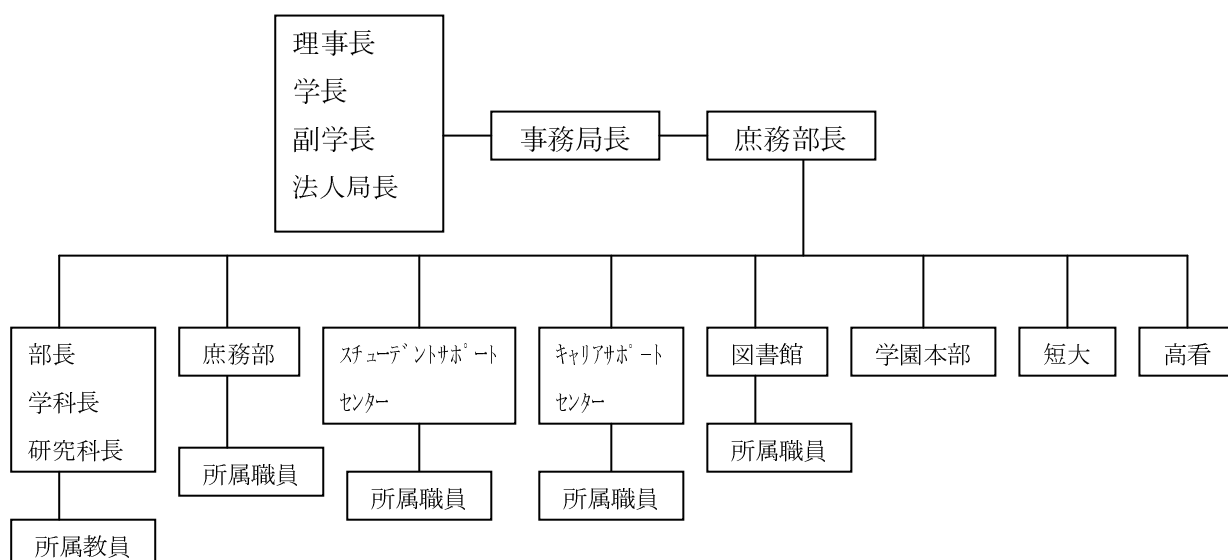 理事長
学長
副学長
法人局長
事務局長
庶務部長
部長
学科長
研究科長
所属教員
庶務部
所属職員
ｽﾁｭｰﾃﾞﾝﾄｻﾎﾟｰﾄ
ｾﾝﾀｰ
所属職員
ｷｬﾘｱｻﾎﾟｰﾄ
ｾﾝﾀｰ
所属職員
図書館
所属職員
学園本部
短大
高看